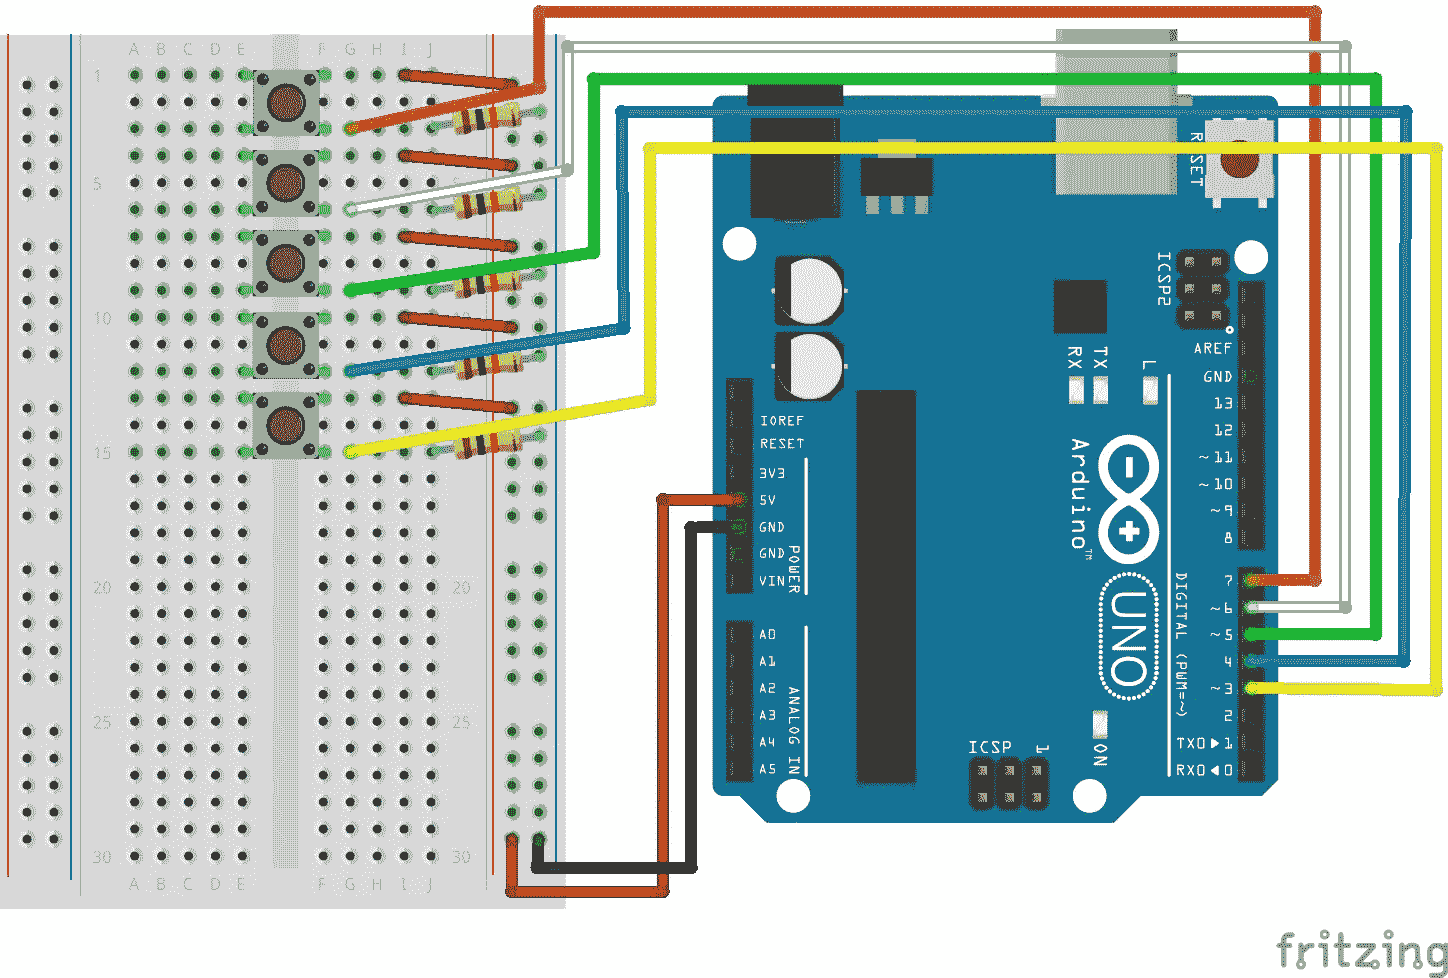 A B C D E F G H I J
1
5
10 10
15
20 20
25 25
30 30
A B C D E F G H I J
RESET
ICSP2
AREF
GND
13
12
~11
~10
~9
8
7
~6
~5
4
~3
2
TX0▶1
RX0◀0
RX
TX
L
IOREF
RESET
3V3
5V
GND
GND
VIN
POWER
A0
A1
A2
A3
A4
A5
ANALOG IN
Arduino™
UNO
DIGITAL (PWM=~)
ICSP
1
ON
fritzing